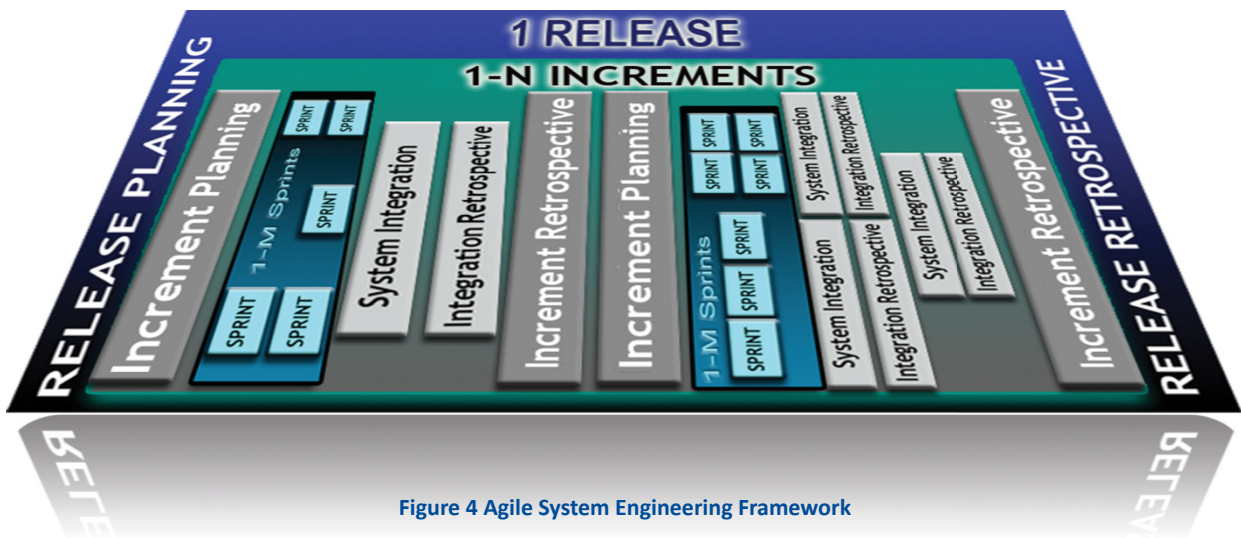 1 RELEASE
1-N INCREMENTS
RELEASE PLANNING
Increment Planning
1-M Sprints
SPRINT
SPRINT
SPRINT
SPRINT
SPRINT
System Integration
Integration Retrospective
Increment Retrospective
Increment Planning
1-M Sprints
SPRINT
SPRINT
SPRINT
SPRINT
SPRINT
SPRINT
SPRINT
System Integration
Integration Retrospective
System Integration
Integration Retrospective
System Integration
Integration Retrospective
Increment Retrospective
RELEASE RETROSPECTIVE
Figure 4 Agile System Engineering Framework